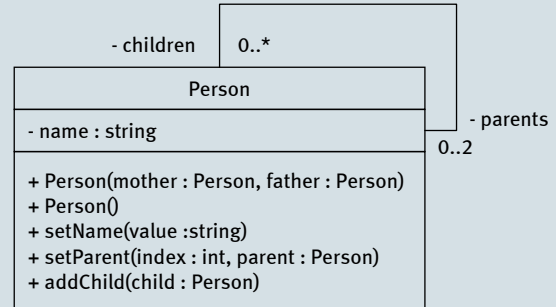 - children
0..*
Person
- name : string
- parents
0..2
+ Person(mother : Person, father : Person)
+ Person()
+ setName(value :string)
+ setParent(index : int, parent : Person)
+ addChild(child : Person)